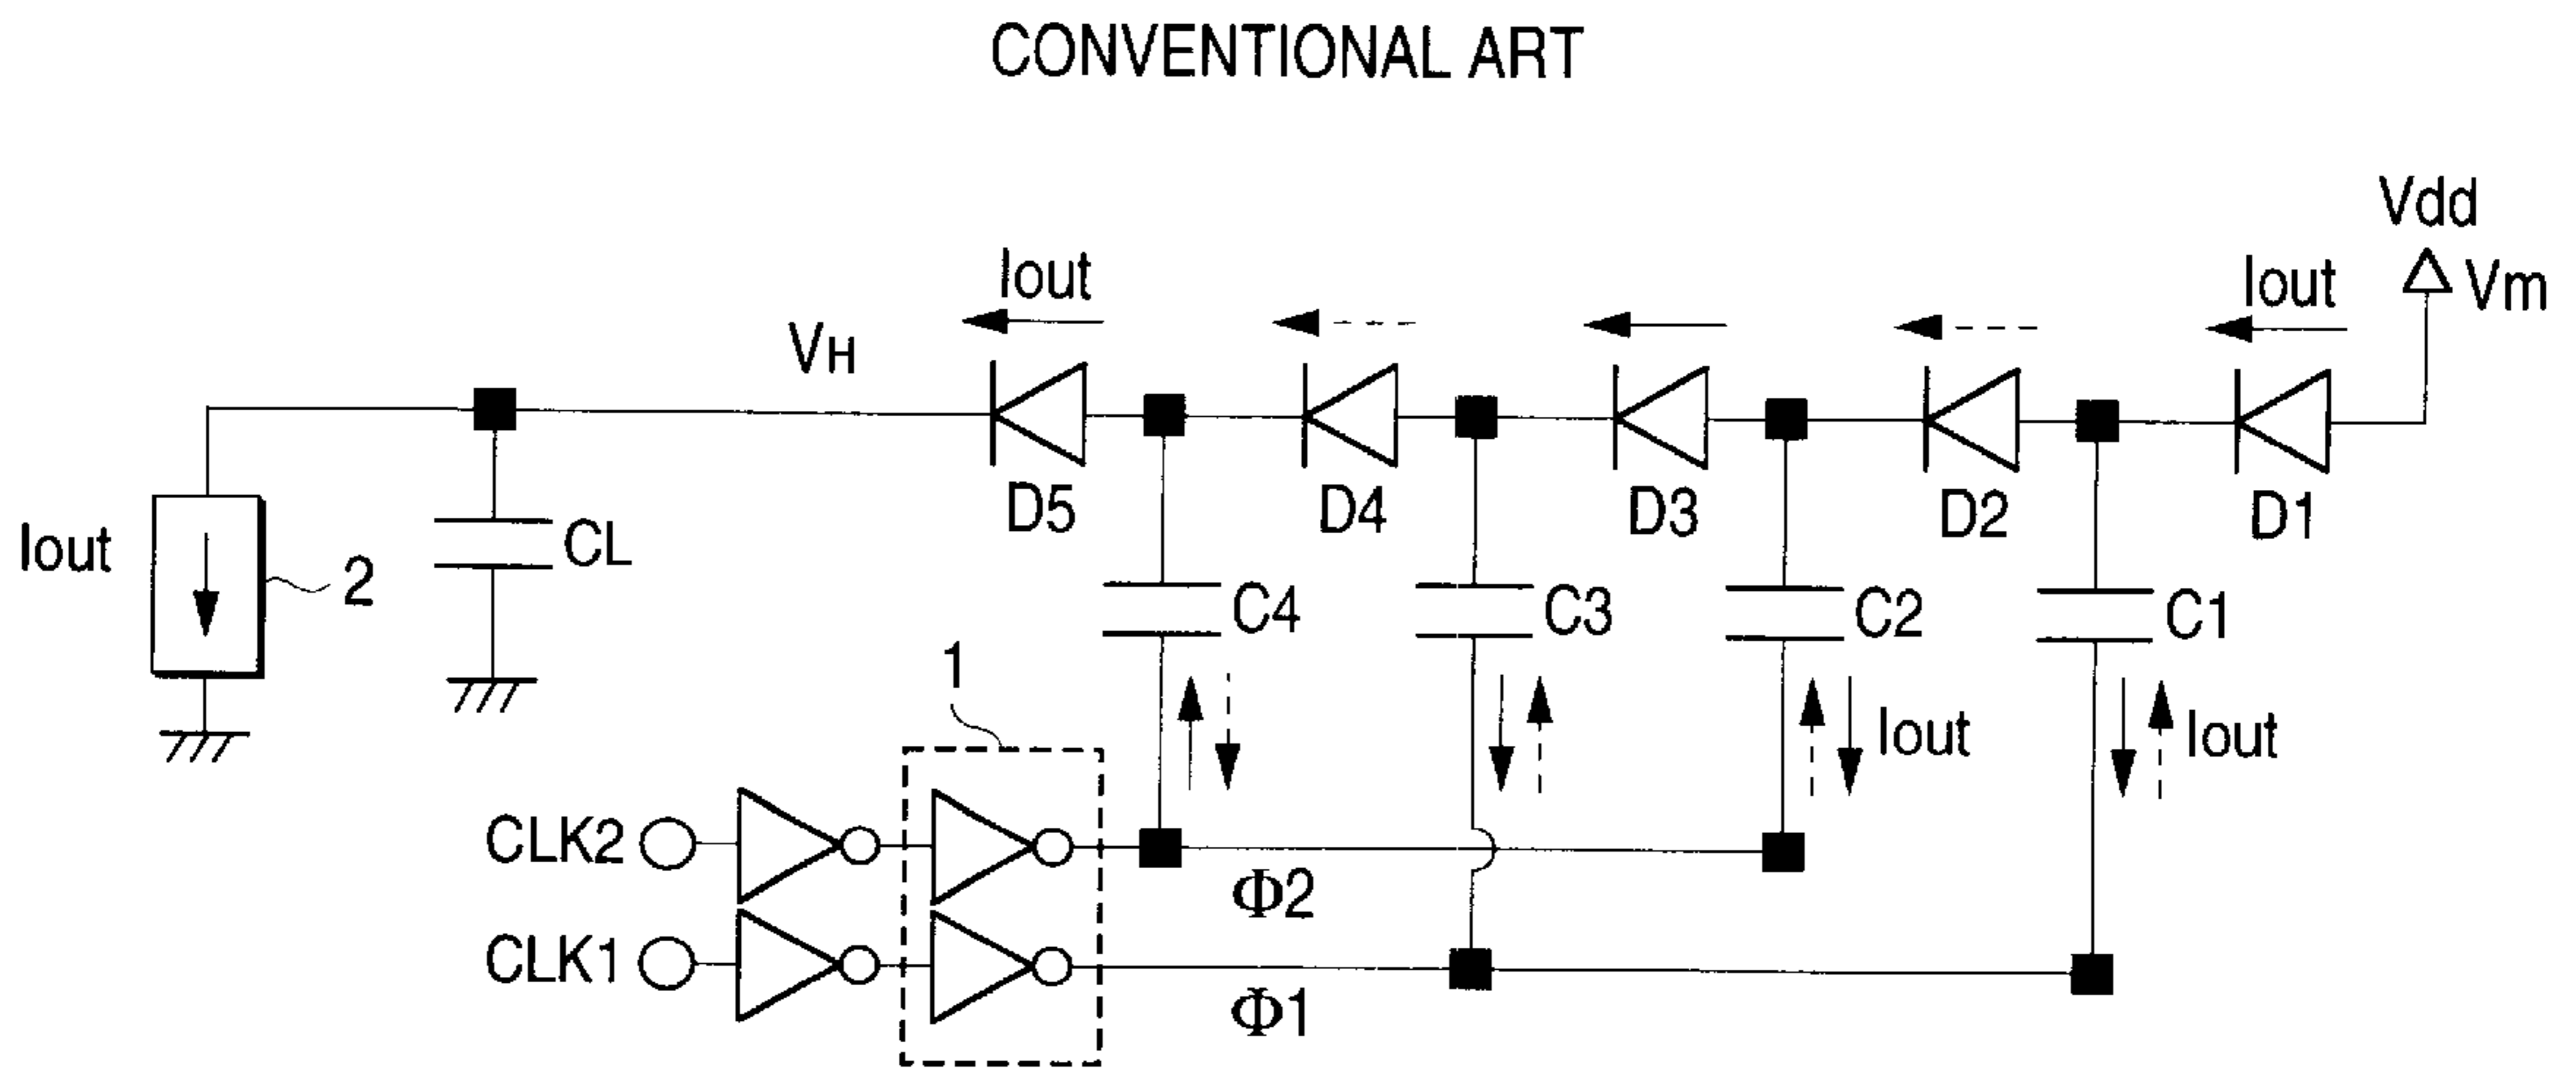 CONVENTIONAL ART
Vdd
Vm
Iout
Iout
VH
D5
D4
D3
D2
D1
Iout
2
CL
C4
C3
C2
C1
1
Iout
Iout
CLK2
Φ2
CLK1
Φ1